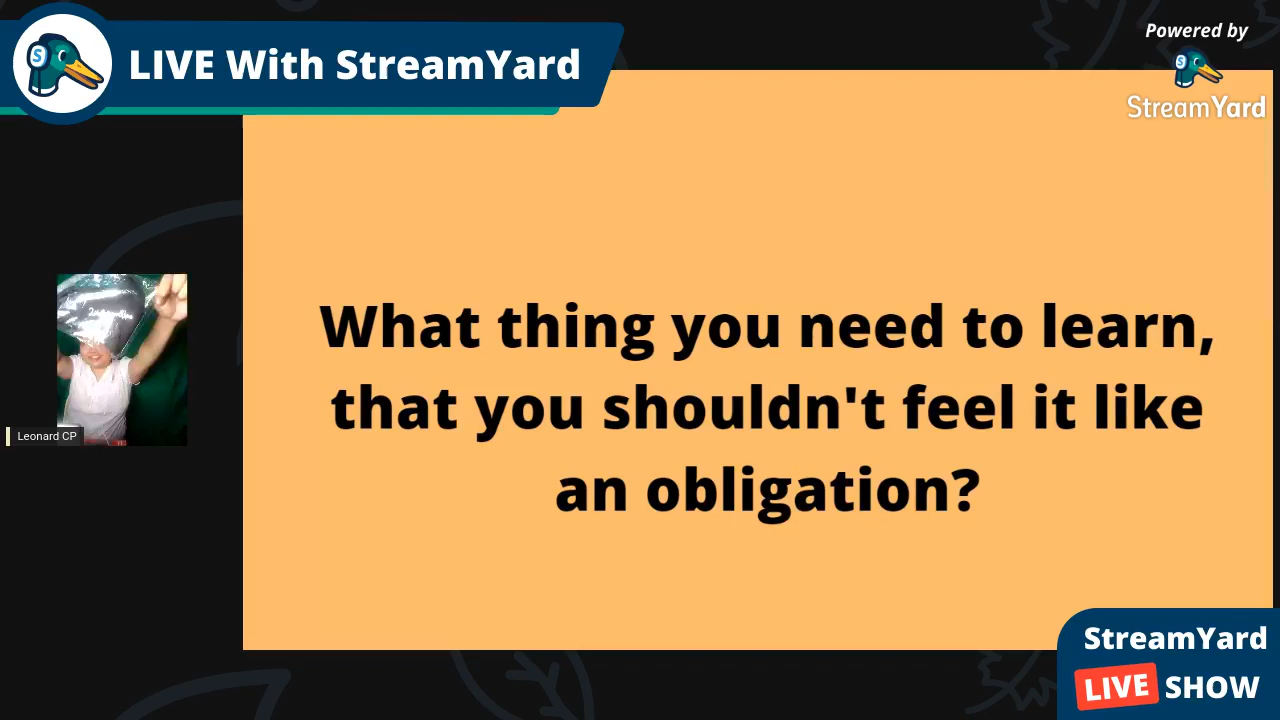 LIVE With StreamYard
Powered by
StreamYard
What thing you need to learn,
that you shouldn't feel it like
an obligation?
Leonard CP
StreamYard
LIVE SHOW